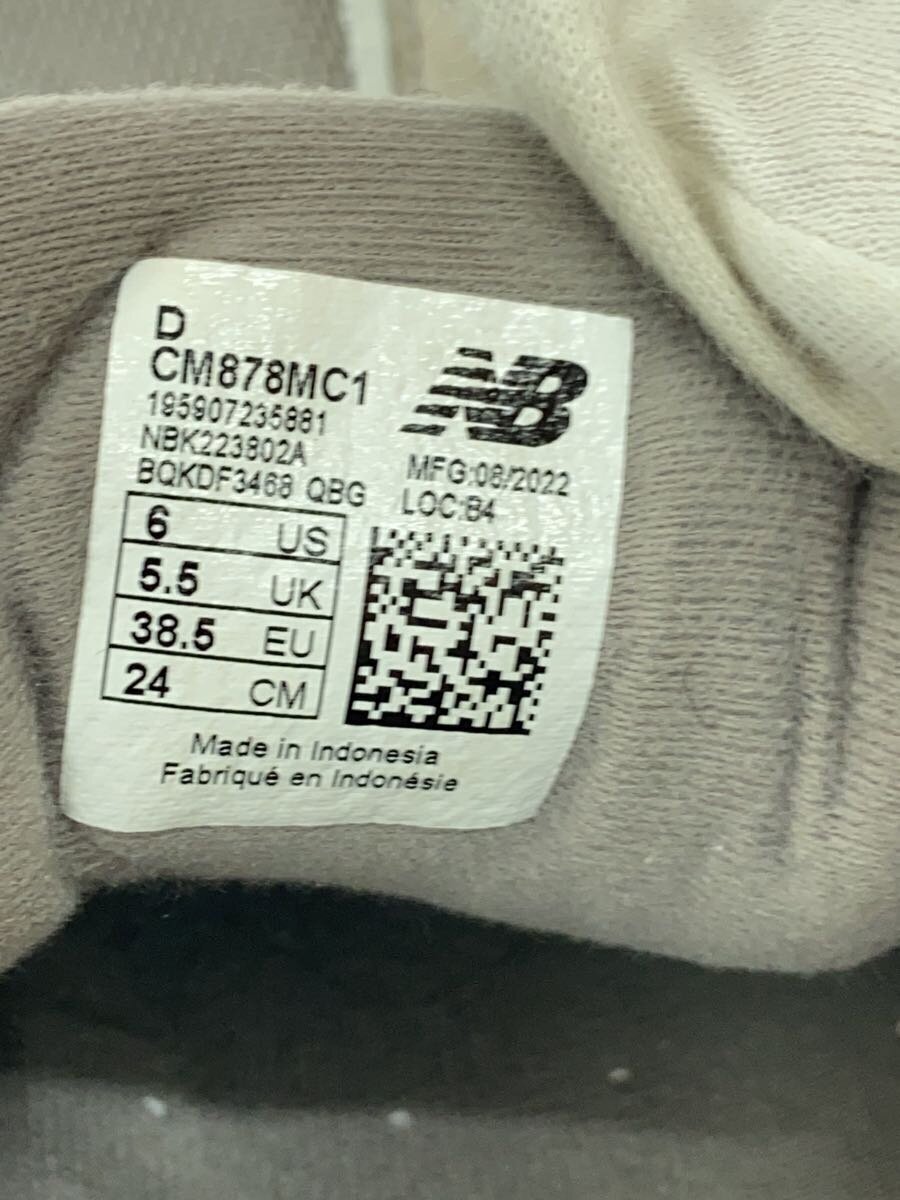 D
CM878MC1
195907235881
NBK223802A
BQKDF3468 QBG
NB
MFG:08/2022
LOC:B4
6 US
5.5 UK
38.5 EU
24 CM
Made in Indonesia
Fabriqué en Indonésie